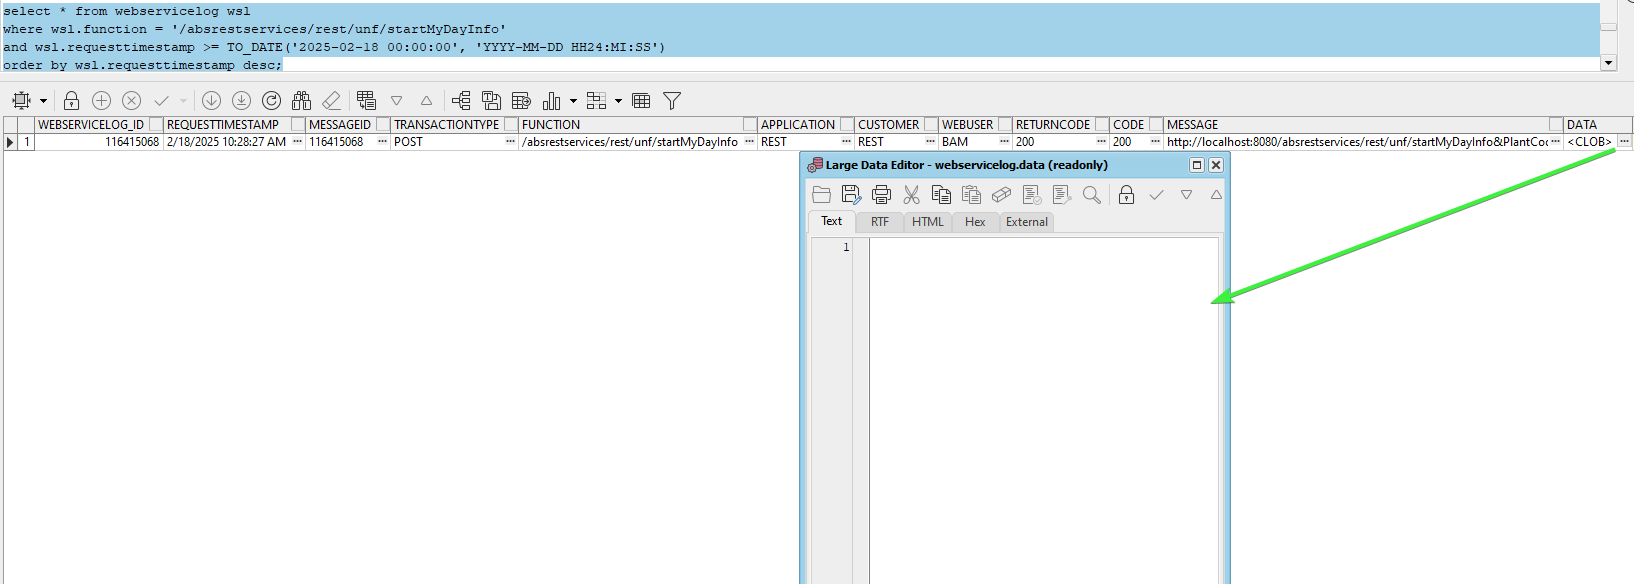 select * from webservicelog wsl
where wsl.function = '/absrestservices/rest/unf/startMyDayInfo'
and wsl.requesttimestamp >= TO_DATE('2025-02-18 00:00:00', 'YYYY-MM-DD HH24:MI:SS')
order by wsl.requesttimestamp desc;
WEBSERVICELOG_ID REQUESTTIMESTAMP MESSAGEID TRANSACTIONTYPE FUNCTION APPLICATION CUSTOMER WEBUSER RETURNCODE CODE MESSAGE DATA
1 116415068 2/18/2025 10:28:27 AM ··· 116415068 ··· POST ··· /absrestservices/rest/unf/startMyDayInfo ··· REST ··· REST ··· BAM ··· 200 ··· 200 ··· http://localhost:8080/absrestservices/rest/unf/startMyDayInfo&PlantCoc ··· <CLOB> ···
Large Data Editor - webservicelog.data (readonly)
Text RTF HTML Hex External
1